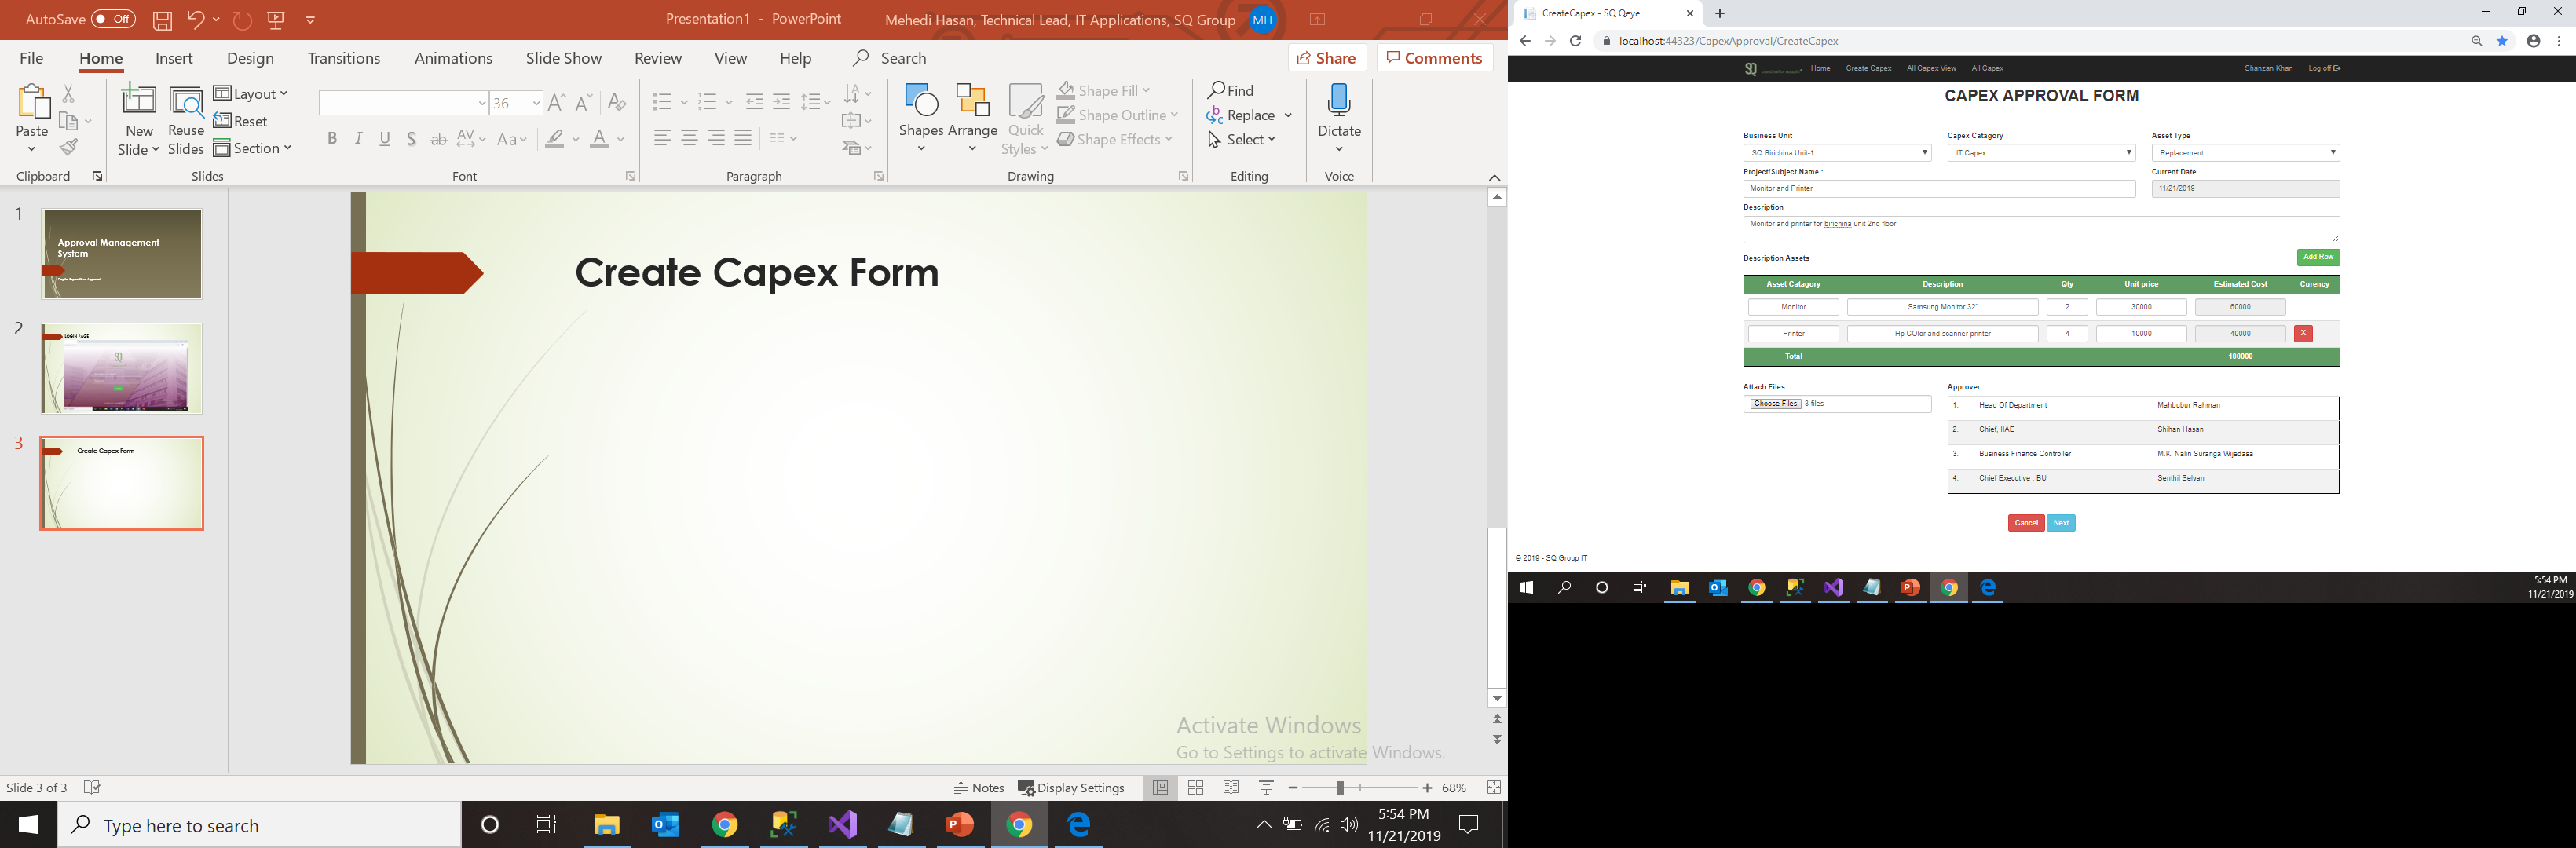 AutoSave Off
Presentation1 - PowerPoint
Mehedi Hasan, Technical Lead, IT Applications, SQ Group MH
File Home Insert Design Transitions Animations Slide Show Review View Help Search Share Comments
Paste
New Slide
Reuse Slides
Layout
Reset
Section
36
B I U S ab AV Aa A
Shapes
Arrange
Quick Styles
Shape Fill
Shape Outline
Shape Effects
Find
Replace
Select
Dictate
Clipboard Slides Font Paragraph Drawing Editing Voice
1
Approval Management
System
Capital Expenditure Approval
2
LOGIN PAGE
SQ
3
Create Capex Form
Create Capex Form
Activate Windows
Go to Settings to activate Windows.
Slide 3 of 3
Notes Display Settings 68%
Type here to search
5:54 PM
11/21/2019
CreateCapex - SQ Qeye
localhost:44323/CapexApproval/CreateCapex
SQ Home Create Capex All Capex View All Capex Shanzan Khan Log off
CAPEX APPROVAL FORM
Business Unit Capex Catagory Asset Type
SQ Birichina Unit-1 IT Capex Replacement
Project/Subject Name : Current Date
Monitor and Printer 11/21/2019
Description
Monitor and printer for birichina unit 2nd floor
Description Assets Add Row
Asset Catagory Description Qty Unit price Estimated Cost Curency
Monitor Samsung Monitor 32" 2 30000 60000
Printer Hp COlor and scanner printer 4 10000 40000 X
Total 100000
Attach Files Approver
Choose Files 3 files
1. Head Of Department Mahbubur Rahman
2. Chief, IIAE Shihan Hasan
3. Business Finance Controller M.K. Nalin Suranga Wijedasa
4. Chief Executive , BU Senthil Selvan
Cancel Next
© 2019 - SQ Group IT
5:54 PM
11/21/2019